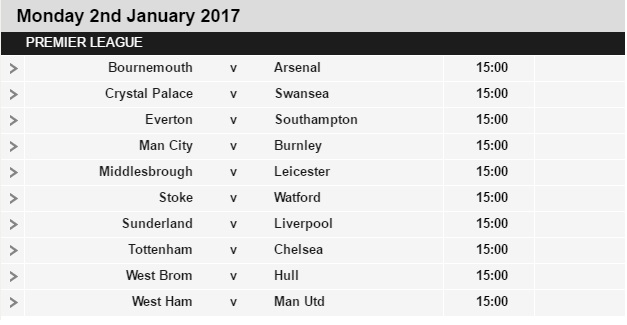 Monday 2nd January 2017
PREMIER LEAGUE
Bournemouth v Arsenal 15:00
Crystal Palace v Swansea 15:00
Everton v Southampton 15:00
Man City v Burnley 15:00
Middlesbrough v Leicester 15:00
Stoke v Watford 15:00
Sunderland v Liverpool 15:00
Tottenham v Chelsea 15:00
West Brom v Hull 15:00
West Ham v Man Utd 15:00